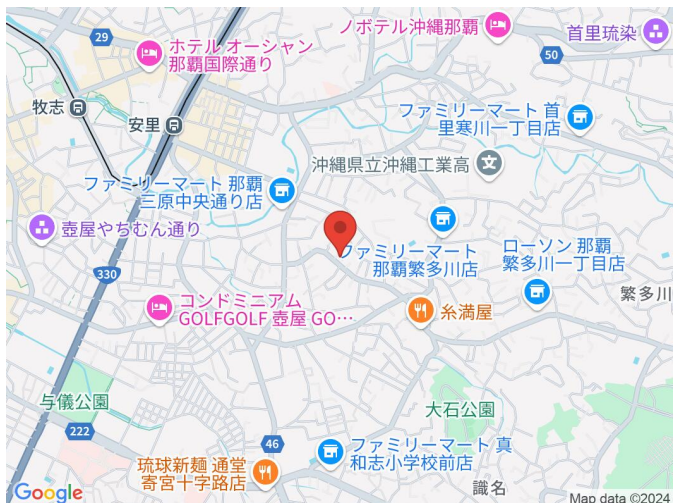 29
ホテル オーシャン
那覇国際通り
ノボテル沖縄那覇
首里琉染
50
牧志
安里
ファミリーマート 首
里寒川一丁目店
沖縄県立沖縄工業高
ファミリーマート 那覇
三原中央通り店
壺屋やちむん通り
ファミリーマート
那覇繁多川店
ローソン 那覇
繁多川一丁目店
330
繁多川
コンドミニアム
GOLFGOLF 壺屋 GO…
糸満屋
与儀公園
大石公園
222
46
ファミリーマート 真
和志小学校前店
琉球新麺 通堂
寄宮十字路店
識名
Google
Map data ©2024